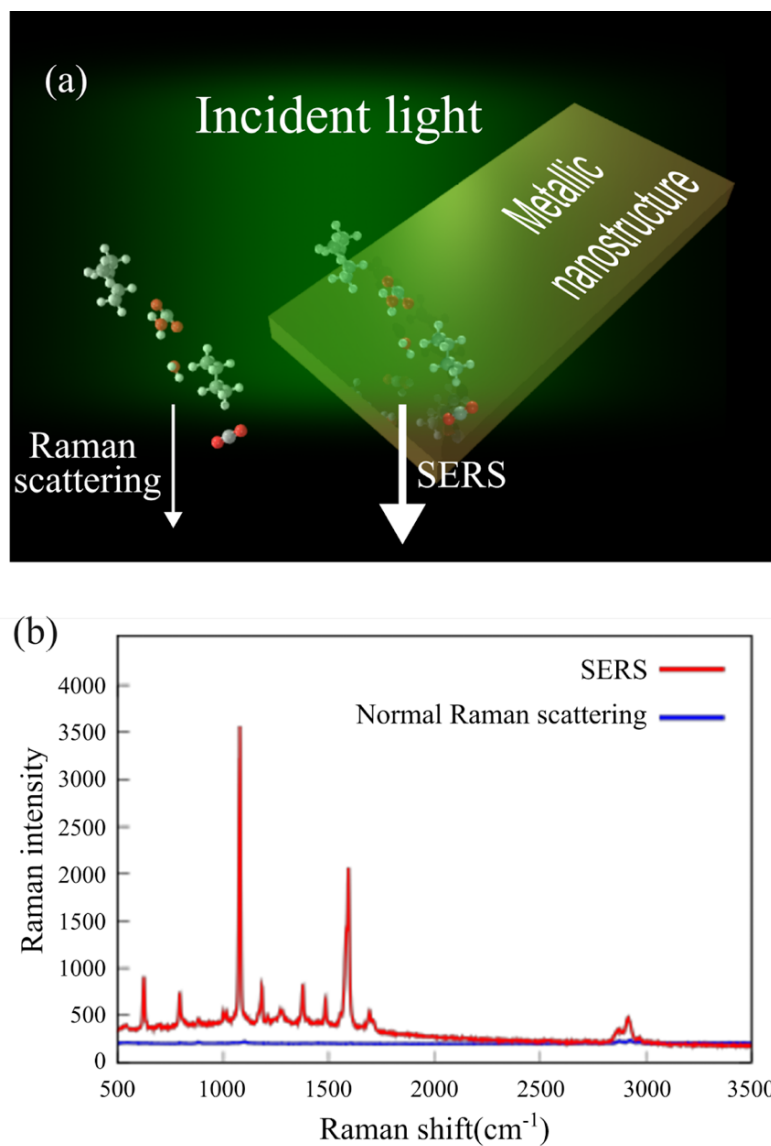 (a)
Incident light
Metallic
nanostructure
Raman
scattering
SERS
(b)
SERS
Normal Raman scattering
Raman intensity
4000
3500
3000
2500
2000
1500
1000
500
0
500
1000
1500
2000
2500
3000
3500
Raman shift(cm⁻¹)